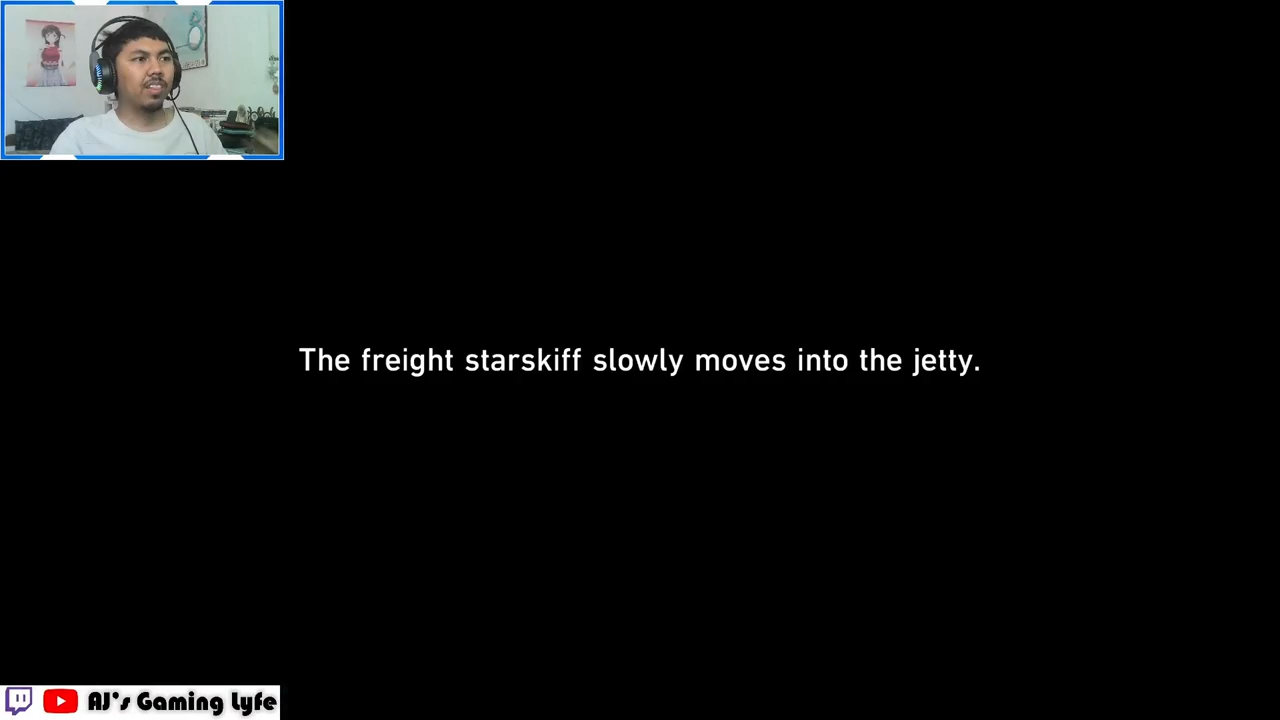 The freight starskiff slowly moves into the jetty.
AJ's Gaming Lyfe